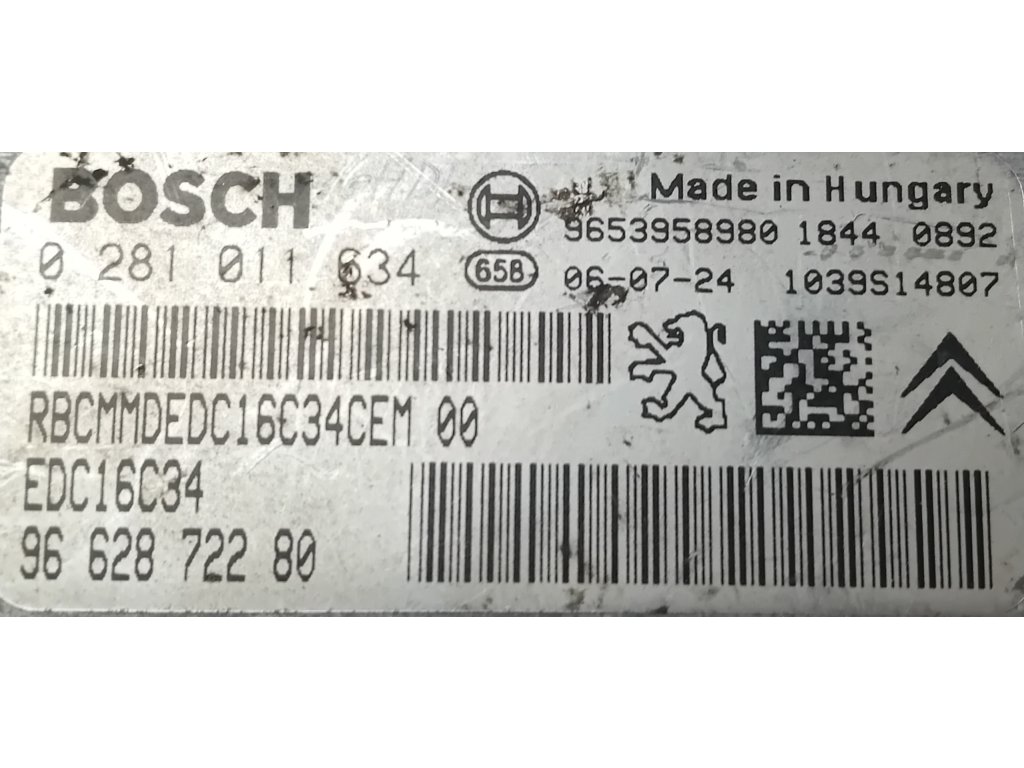 BOSCH
Made in Hungary
9653958980 1844 0892
0 281 011 634
658
06-07-24 1039S14807
RBCMMDEDC16C34CEM 00
EDC16C34
96 628 722 80